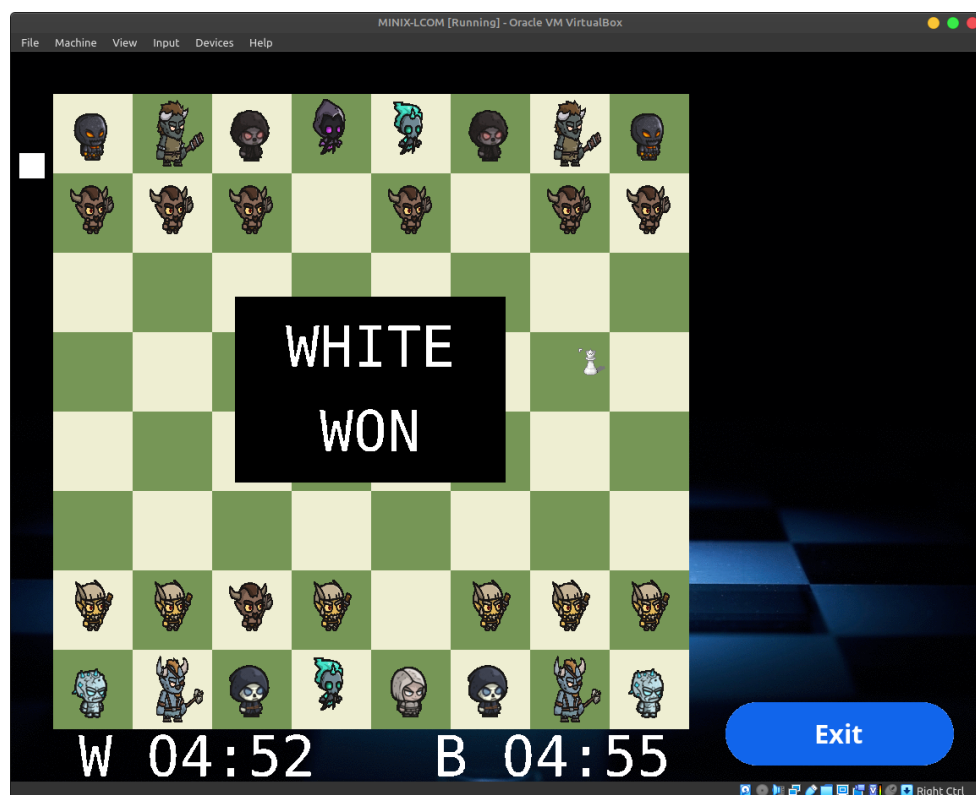 MINIX-LCOM [Running] - Oracle VM VirtualBox
File Machine View Input Devices Help
WHITE
WON
W 04:52 B 04:55
Exit
Right Ctrl